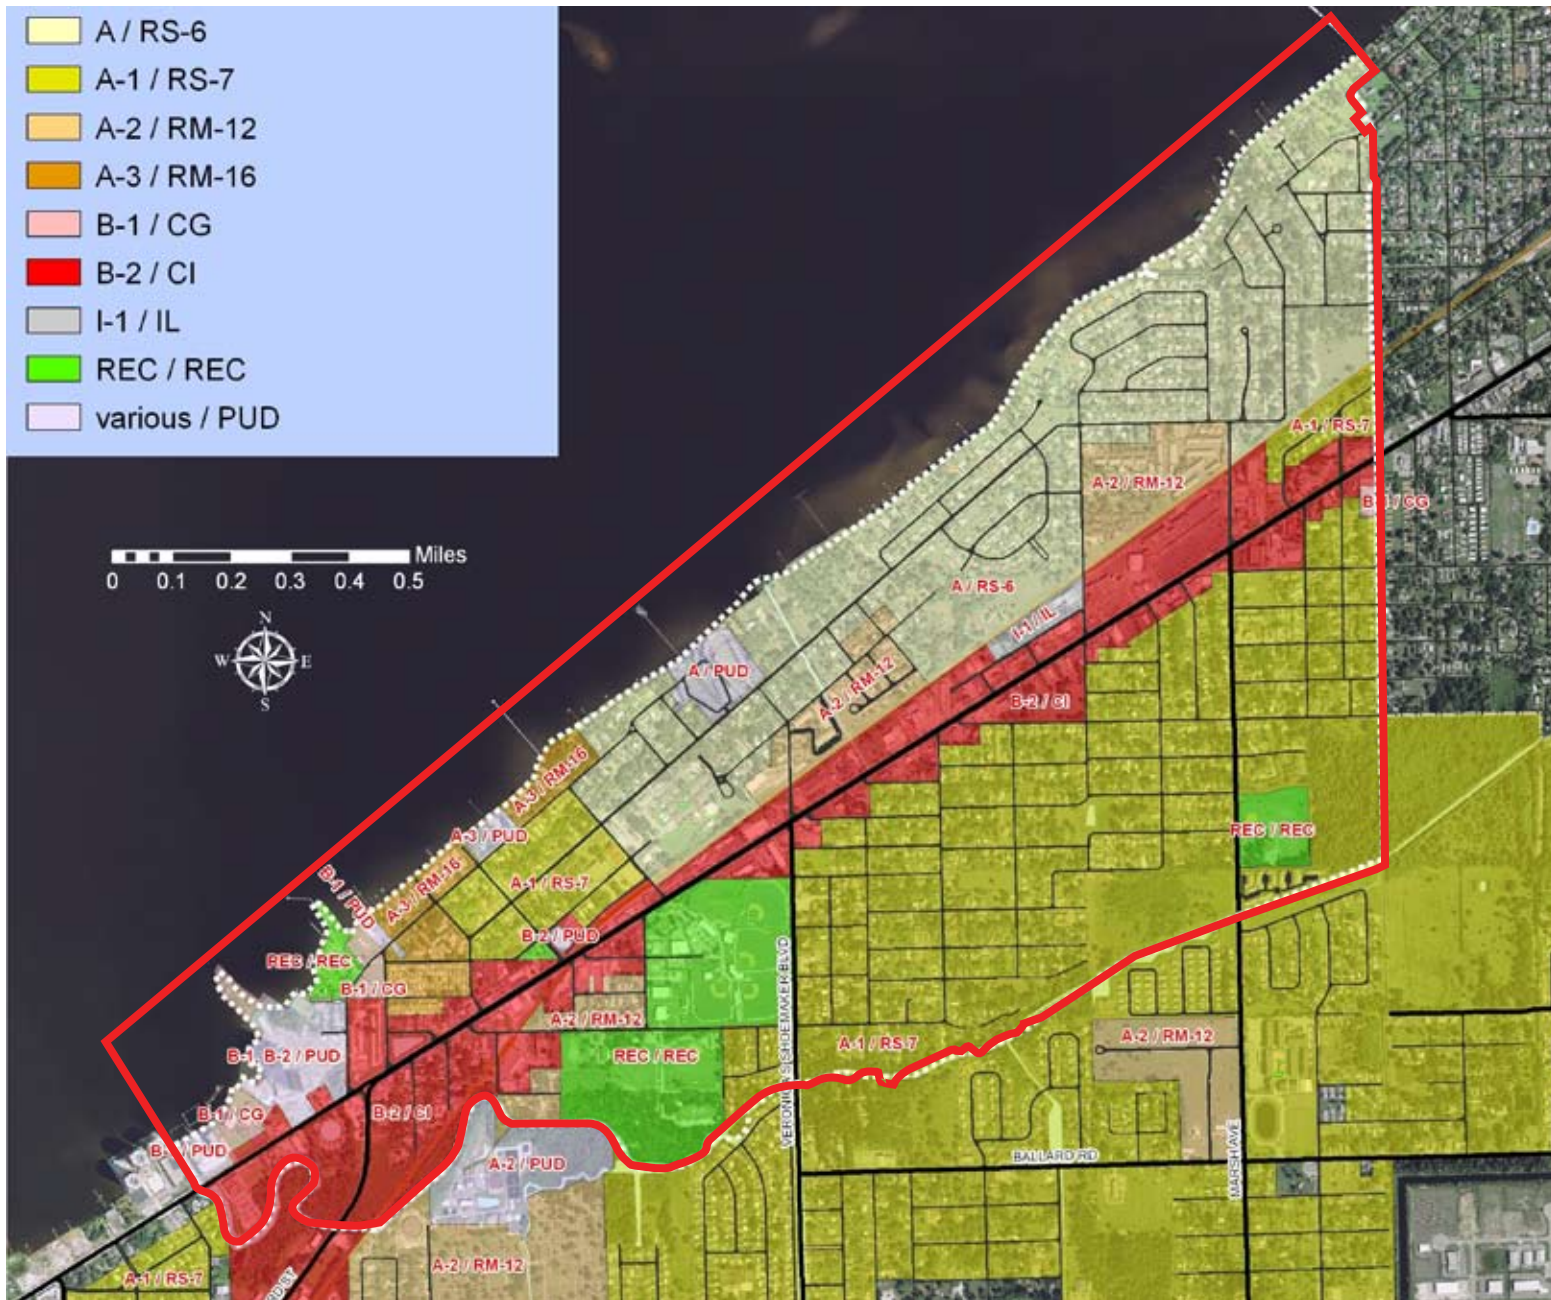 A / RS-6
A-1 / RS-7
A-2 / RM-12
A-3 / RM-16
B-1 / CG
B-2 / CI
I-1 / IL
REC / REC
various / PUD
Miles
0 0.1 0.2 0.3 0.4 0.5
N
W E
S
A-1 / RS-7
A-2 / RM-12
B-1 / CG
A / RS-6
I-1 / IL
A / PUD
A-2 / RM-12
B-2 / CI
A-3 / RM-16
A-3 / PUD
REC / REC
A-3 / RM-16
A-1 / RS-7
B-1 / PUD
B-2 / PUD
REC / REC
B-1 / CG
A-2 / RM-12
VERONICA S SHOEMAKER BLVD
A-1 / RS-7
A-2 / RM-12
B-1, B-2 / PUD
REC / REC
B-1 / CG
B-2 / CI
PUD
A-2 / PUD
BALLARD RD
MARSH AVE
A-2 / RM-12
A-1 / RS-7